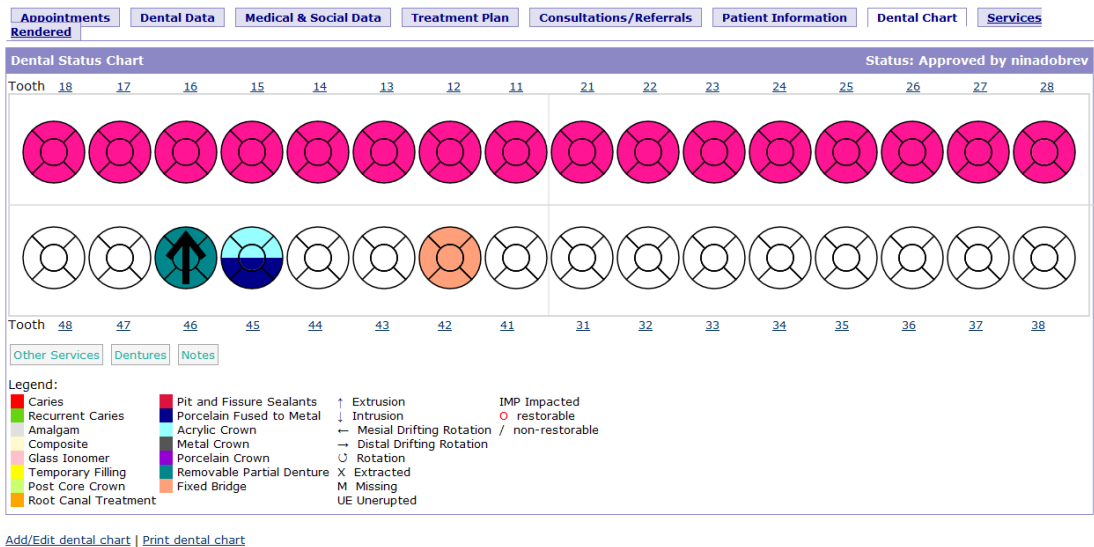 Appointments Dental Data Medical & Social Data Treatment Plan Consultations/Referrals Patient Information Dental Chart Services
Rendered
Dental Status Chart Status: Approved by ninadobrev
Tooth 18 17 16 15 14 13 12 11 21 22 23 24 25 26 27 28
Tooth 48 47 46 45 44 43 42 41 31 32 33 34 35 36 37 38
Other Services Dentures Notes
Legend:
Caries Pit and Fissure Sealants ↑ Extrusion IMP Impacted
Recurrent Caries Porcelain Fused to Metal ↓ Intrusion O restorable
Amalgam Acrylic Crown ← Mesial Drifting Rotation / non-restorable
Composite Metal Crown → Distal Drifting Rotation
Glass Ionomer Porcelain Crown ↻ Rotation
Temporary Filling Removable Partial Denture X Extracted
Post Core Crown Fixed Bridge M Missing
Root Canal Treatment UE Unerupted
Add/Edit dental chart | Print dental chart